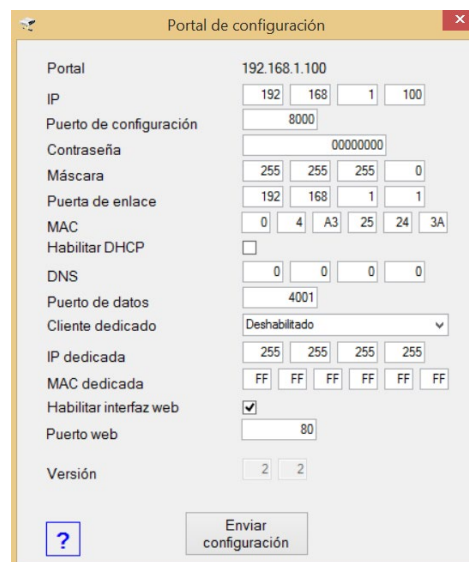 Portal de configuración
Portal 192.168.1.100
IP 192 168 1 100
Puerto de configuración 8000
Contraseña 00000000
Máscara 255 255 255 0
Puerta de enlace 192 168 1 1
MAC 0 4 A3 25 24 3A
Habilitar DHCP
DNS 0 0 0 0
Puerto de datos 4001
Cliente dedicado Deshabilitado
IP dedicada 255 255 255 255
MAC dedicada FF FF FF FF FF FF
Habilitar interfaz web
Puerto web 80
Versión 2 2
?
Enviar
configuración